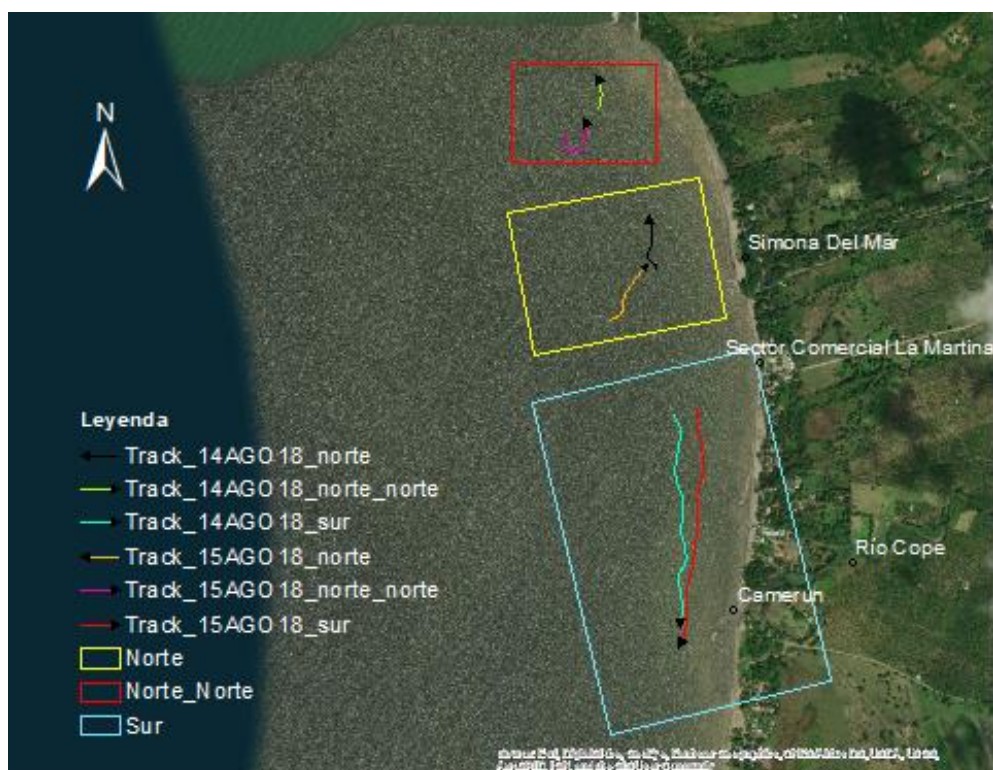 N
Simona Del Mar
Sector Comercial La Martina
Leyenda
Track_14AGO18_norte
Track_14AGO18_norte_norte
Track_14AGO18_sur
Track_15AGO18_norte
Track_15AGO18_norte_norte
Track_15AGO18_sur
Norte
Norte_Norte
Sur
Río Cope
Camerun